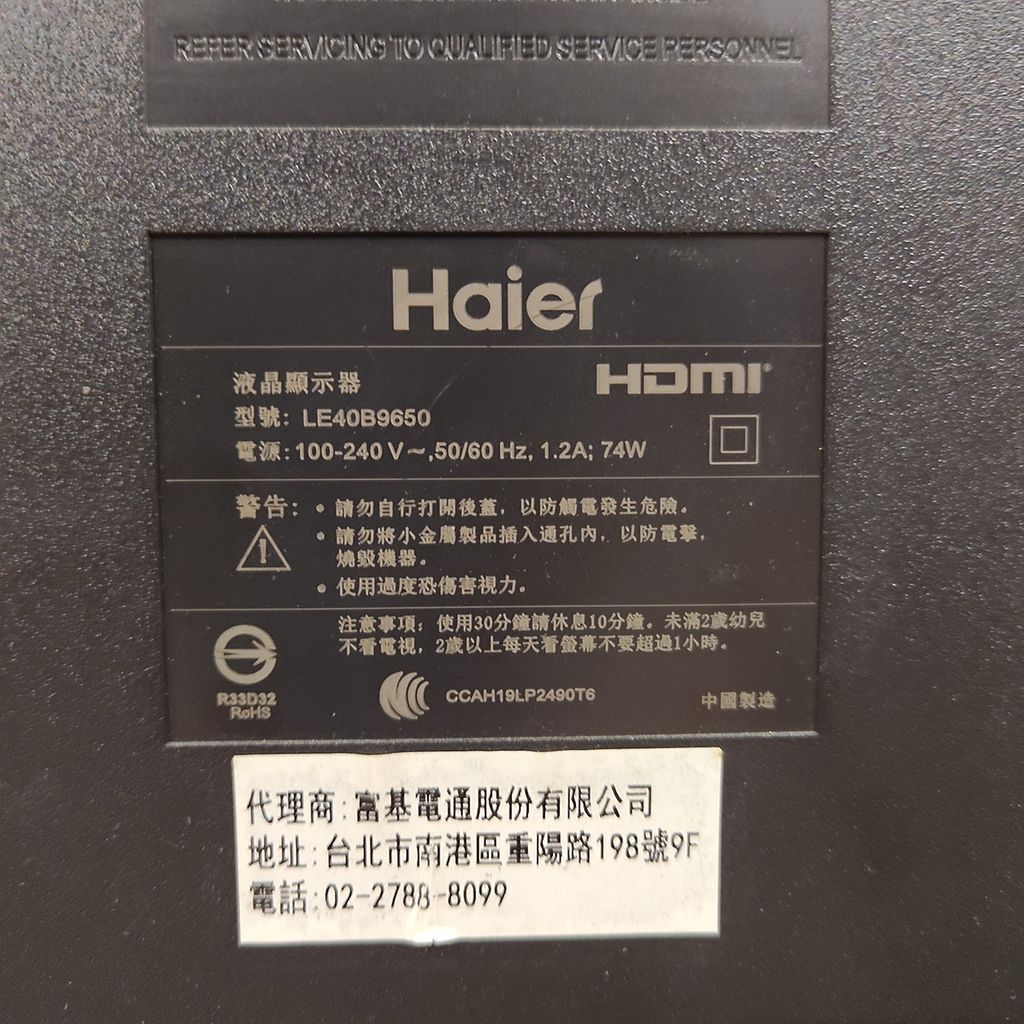 REFER SERVICING TO QUALIFIED SERVICE PERSONNEL
Haier
液晶顯示器
HDMI®
型號: LE40B9650
電源: 100-240 V～,50/60 Hz, 1.2A; 74W
警告: • 請勿自行打開後蓋，以防觸電發生危險。
• 請勿將小金屬製品插入通孔內，以防電擊，
燒毀機器。
• 使用過度恐傷害視力。
注意事項: 使用30分鐘請休息10分鐘。未滿2歲幼兒
不看電視，2歲以上每天看螢幕不要超過1小時。
R33D32
RoHS
CCAH19LP2490T6
中國製造
代理商:富基電通股份有限公司
地址:台北市南港區重陽路198號9F
電話:02-2788-8099